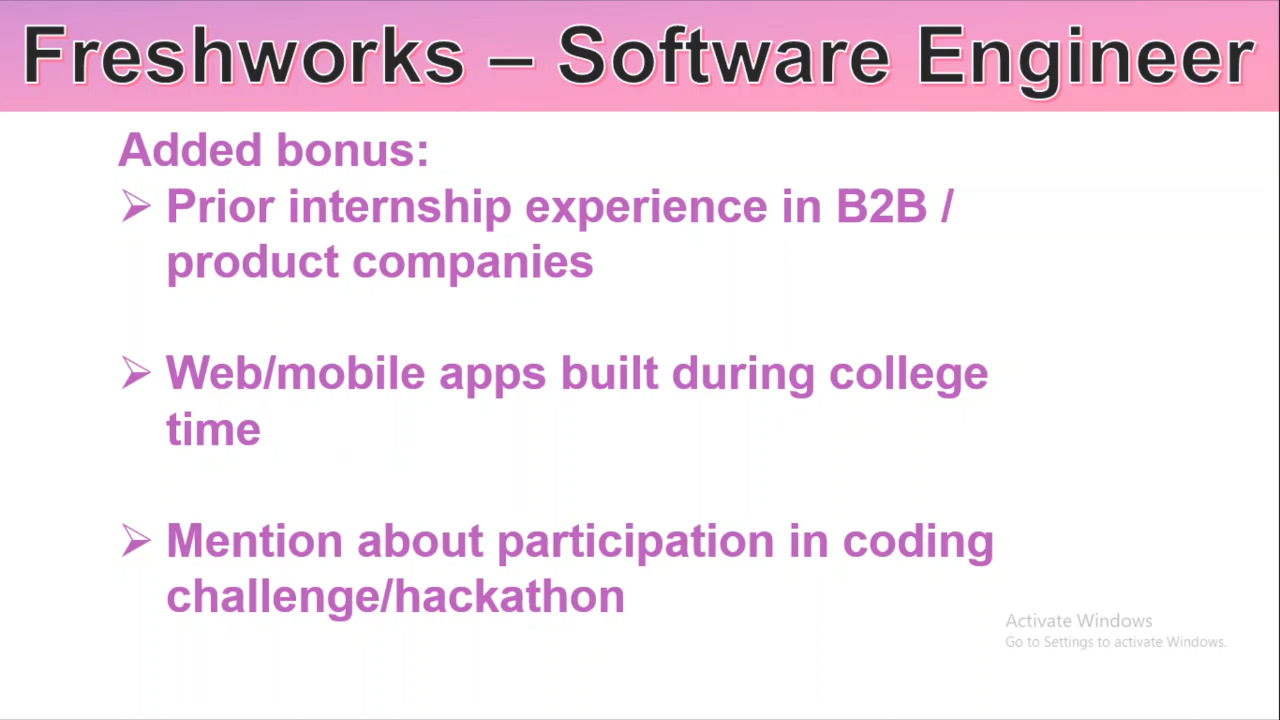 Freshworks – Software Engineer
Added bonus:
➢ Prior internship experience in B2B /
product companies
➢ Web/mobile apps built during college
time
➢ Mention about participation in coding
challenge/hackathon
Activate Windows
Go to Settings to activate Windows.